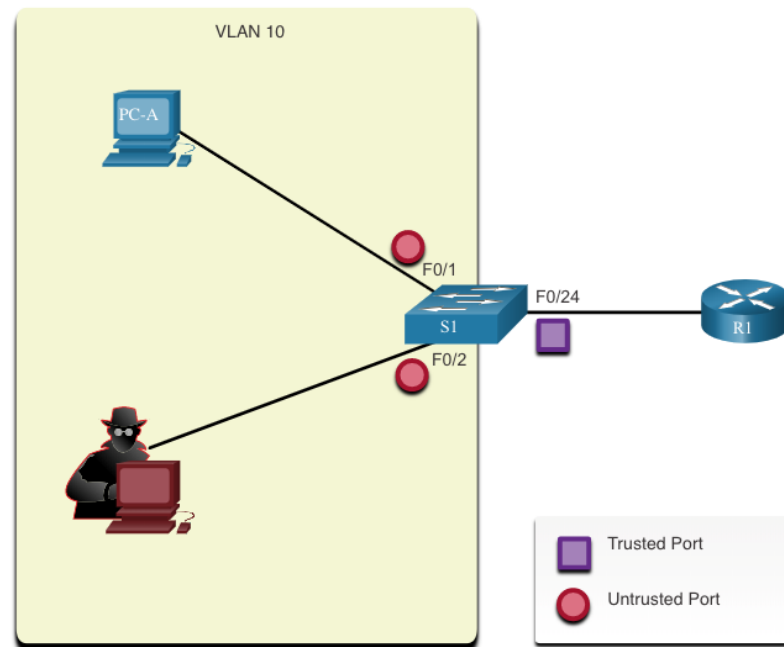 VLAN 10
PC-A
F0/1
F0/24
S1
R1
F0/2
Trusted Port
Untrusted Port